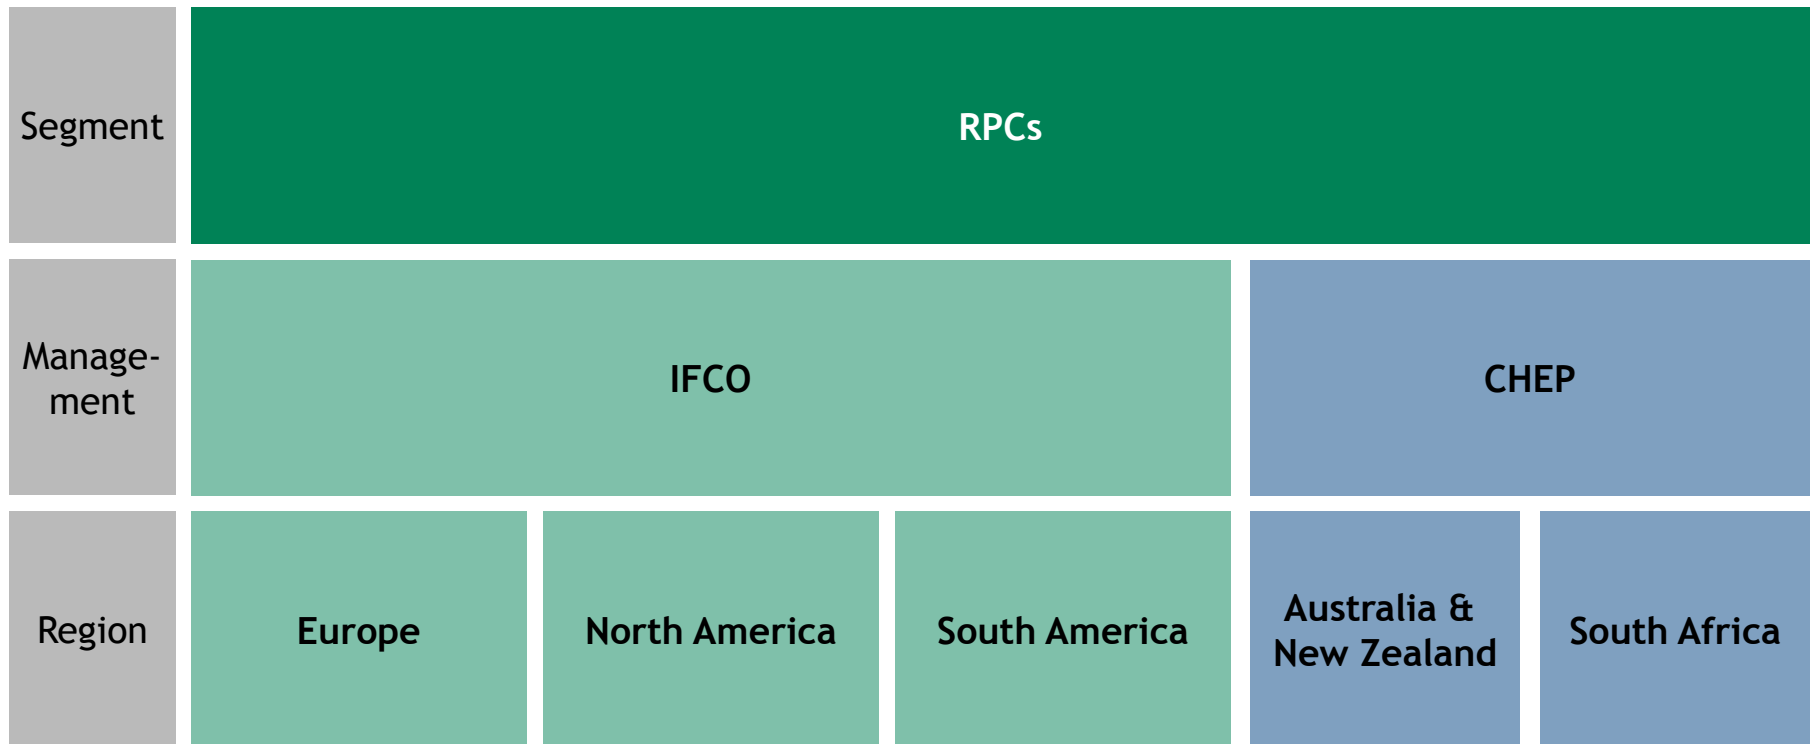 Segment
RPCs
Manage-
ment
IFCO
CHEP
Region
Europe
North America
South America
Australia &
New Zealand
South Africa